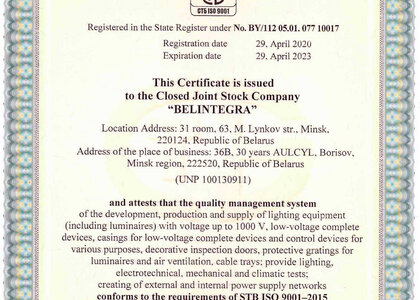 СТБ ISO 9001
Registered in the State Register under No. BY/112 05.01. 077 10017
Registration date 29, April 2020
Expiration date 29, April 2023
This Certificate is issued
to the Closed Joint Stock Company
“BELINTEGRA”
Location Address: 31 room, 63, M. Lynkov str., Minsk,
220124, Republic of Belarus
Address of the place of business: 36B, 30 years AULCYL, Borisov,
Minsk region, 222520, Republic of Belarus
(UNP 100130911)
and attests that the quality management system
of the development, production and supply of lighting equipment
(including luminaires) with voltage up to 1000 V, low-voltage complete
devices, casings for low-voltage complete devices and control devices for
various purposes, decorative inspection doors, protective gratings for
luminaires and air ventilation, cable trays; provide lighting,
electrotechnical, mechanical and climatic tests;
creating of external and internal power supply networks
conforms to the requirements of STB ISO 9001–2015